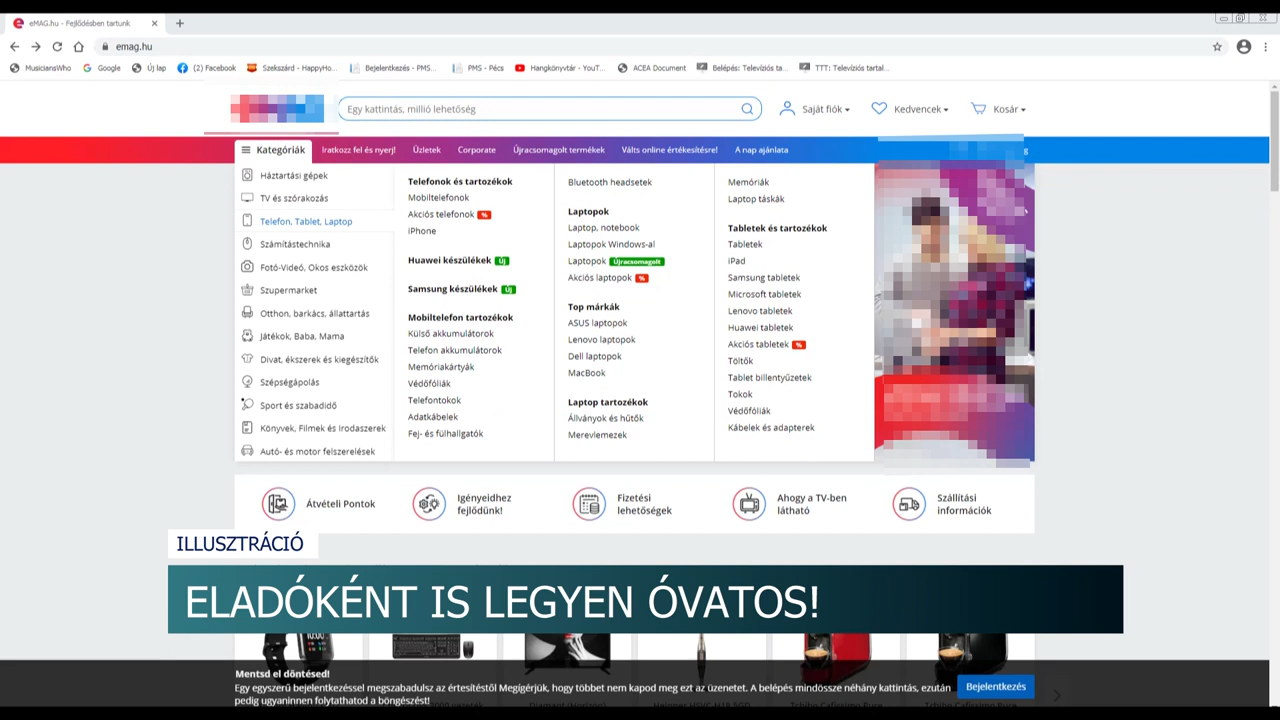 eMAG.hu - Fejlődésben tartunk
emag.hu
MusiciansWho
Google
Új lap
(2) Facebook
Szekszárd - HappyHo...
Bejelentkezés - PMS...
PMS - Pécs
Hangkönyvtár - YouT...
ACEA Document
Belépés: Televíziós ta...
TTT: Televíziós tartal...
Egy kattintás, millió lehetőség
Saját fiók
Kedvencek
Kosár
Kategóriák
Iratkozz fel és nyerj!
Üzletek
Corporate
Újracsomagolt termékek
Válts online értékesítésre!
A nap ajánlata
Háztartási gépek
TV és szórakozás
Telefon, Tablet, Laptop
Számítástechnika
Fotó-Videó, Okos eszközök
Szupermarket
Otthon, barkács, állattartás
Játékok, Baba, Mama
Divat, ékszerek és kiegészítők
Szépségápolás
Sport és szabadidő
Könyvek, Filmek és Irodaszerek
Autó- és motor felszerelések
Telefonok és tartozékok
Mobiltelefonok
Akciós telefonok %
iPhone
Huawei készülékek Új
Samsung készülékek Új
Mobiltelefon tartozékok
Külső akkumulátorok
Telefon akkumulátorok
Memóriakártyák
Védőfóliák
Telefontokok
Adatkábelek
Fej- és fülhallgatók
Bluetooth headsetek
Laptopok
Laptop, notebook
Laptopok Windows-al
Laptopok Újracsomagolt
Akciós laptopok %
Top márkák
ASUS laptopok
Lenovo laptopok
Dell laptopok
MacBook
Laptop tartozékok
Állványok és hűtők
Merevlemezek
Memóriák
Laptop táskák
Tabletek és tartozékok
Tabletek
iPad
Samsung tabletek
Microsoft tabletek
Lenovo tabletek
Huawei tabletek
Akciós tabletek %
Töltők
Tablet billentyűzetek
Tokok
Védőfóliák
Kábelek és adapterek
Átvételi Pontok
Igényeidhez
fejlődünk!
Fizetési
lehetőségek
Ahogy a TV-ben
látható
Szállítási
információk
ILLUSZTRÁCIÓ
ELADÓKÉNT IS LEGYEN ÓVATOS!
Mentsd el döntésed!
Egy egyszerű bejelentkezéssel megszabadulsz az értesítéstől Megígérjük, hogy többet nem kapod meg ezt az üzenetet. A belépés mindössze néhány kattintás, ezután
pedig ugyaninnen folytathatod a böngészést!
Bejelentkezés